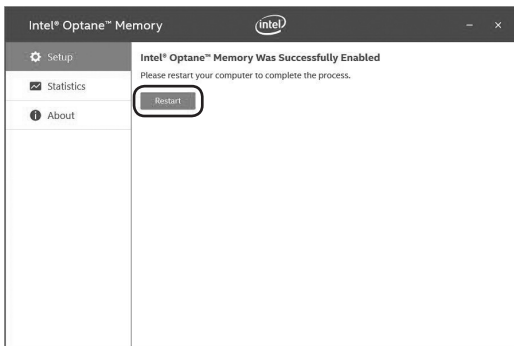 Intel® Optane™ Memory
intel
Setup
Statistics
About
Intel® Optane™ Memory Was Successfully Enabled
Please restart your computer to complete the process.
Restart